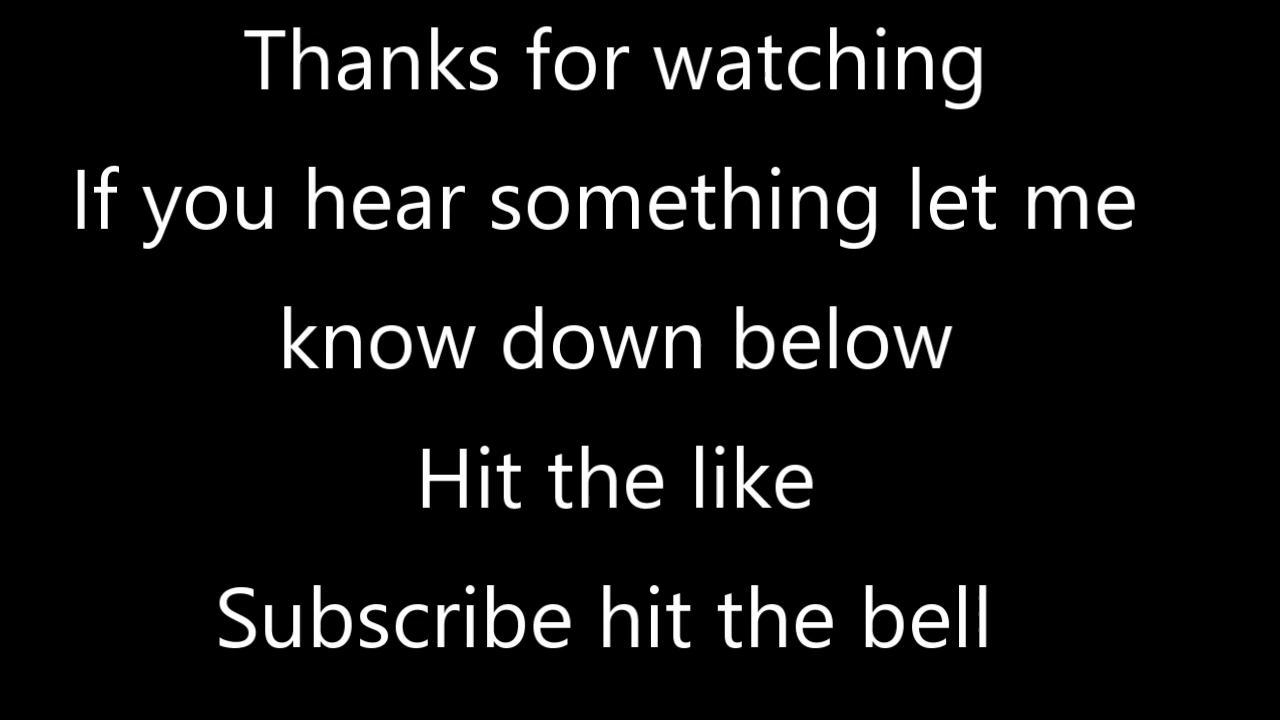 Thanks for watching
If you hear something let me
know down below
Hit the like
Subscribe hit the bell